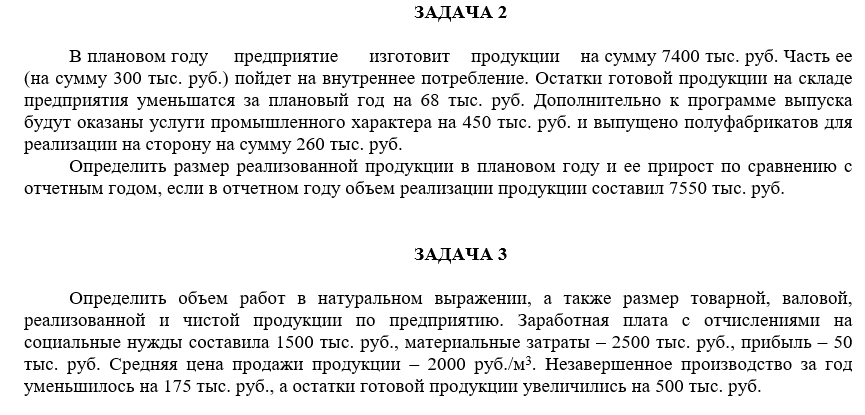 ЗАДАЧА 2
В плановом году предприятие изготовит продукции на сумму 7400 тыс. руб. Часть ее
(на сумму 300 тыс. руб.) пойдет на внутреннее потребление. Остатки готовой продукции на складе
предприятия уменьшатся за плановый год на 68 тыс. руб. Дополнительно к программе выпуска
будут оказаны услуги промышленного характера на 450 тыс. руб. и выпущено полуфабрикатов для
реализации на сторону на сумму 260 тыс. руб.
Определить размер реализованной продукции в плановом году и ее прирост по сравнению с
отчетным годом, если в отчетном году объем реализации продукции составил 7550 тыс. руб.
ЗАДАЧА 3
Определить объем работ в натуральном выражении, а также размер товарной, валовой,
реализованной и чистой продукции по предприятию. Заработная плата с отчислениями на
социальные нужды составила 1500 тыс. руб., материальные затраты – 2500 тыс. руб., прибыль – 50
тыс. руб. Средняя цена продажи продукции – 2000 руб./м³. Незавершенное производство за год
уменьшилось на 175 тыс. руб., а остатки готовой продукции увеличились на 500 тыс. руб.